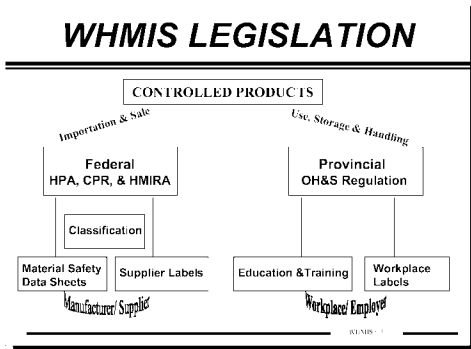 WHMIS LEGISLATION
CONTROLLED PRODUCTS
Importation & Sale
Use, Storage & Handling
Federal
HPA, CPR, & HMIRA
Provincial
OH&S Regulation
Classification
Material Safety
Data Sheets
Supplier Labels
Education &Training
Workplace
Labels
Manufacturer/ Supplier
Workplace/ Employer